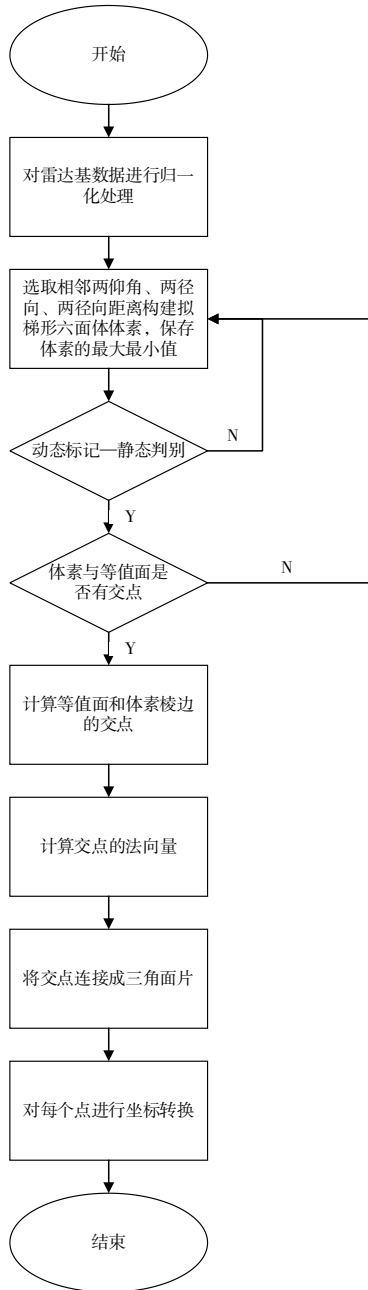 开始
对雷达基数据进行归一
化处理
选取相邻两仰角、两径
向、两径向距离构建拟
梯形六面体体素，保存
体素的最大最小值
动态标记—静态判别
N
Y
体素与等值面是
否有交点
N
Y
计算等值面和体素棱边
的交点
计算交点的法向量
将交点连接成三角面片
对每个点进行坐标转换
结束